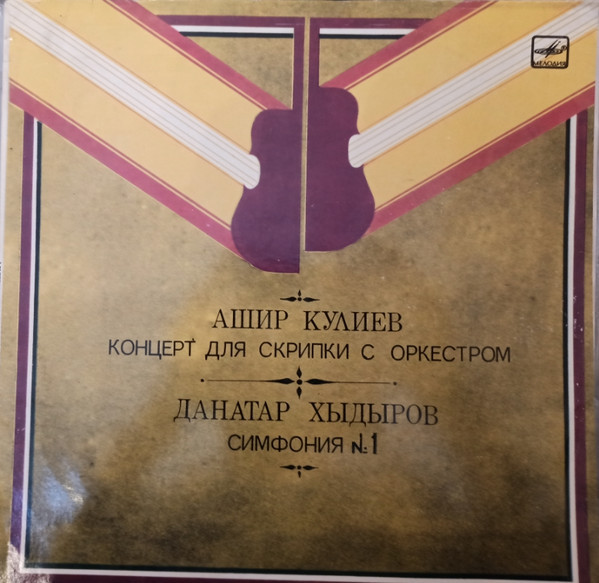 МЕЛОДИЯ
АШИР КУЛИЕВ
КОНЦЕРТ ДЛЯ СКРИПКИ С ОРКЕСТРОМ
ДАНАТАР ХЫДЫРОВ
СИМФОНИЯ №1